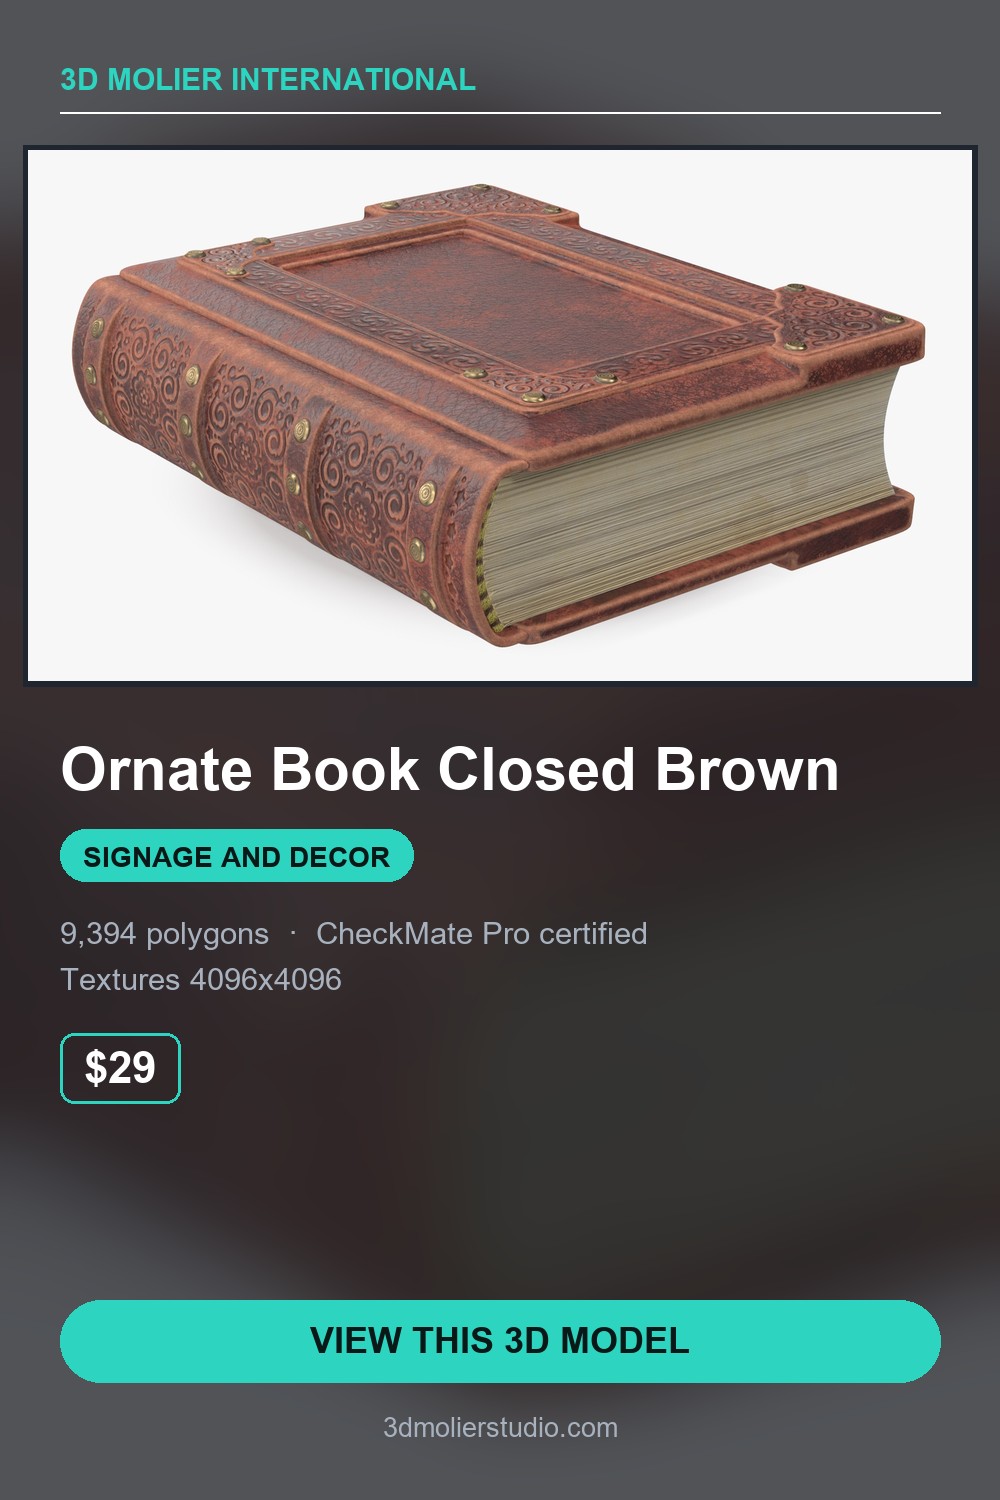 3D MOLIER INTERNATIONAL
Ornate Book Closed Brown
SIGNAGE AND DECOR
9,394 polygons · CheckMate Pro certified
Textures 4096x4096
$29
VIEW THIS 3D MODEL
3dmolierstudio.com